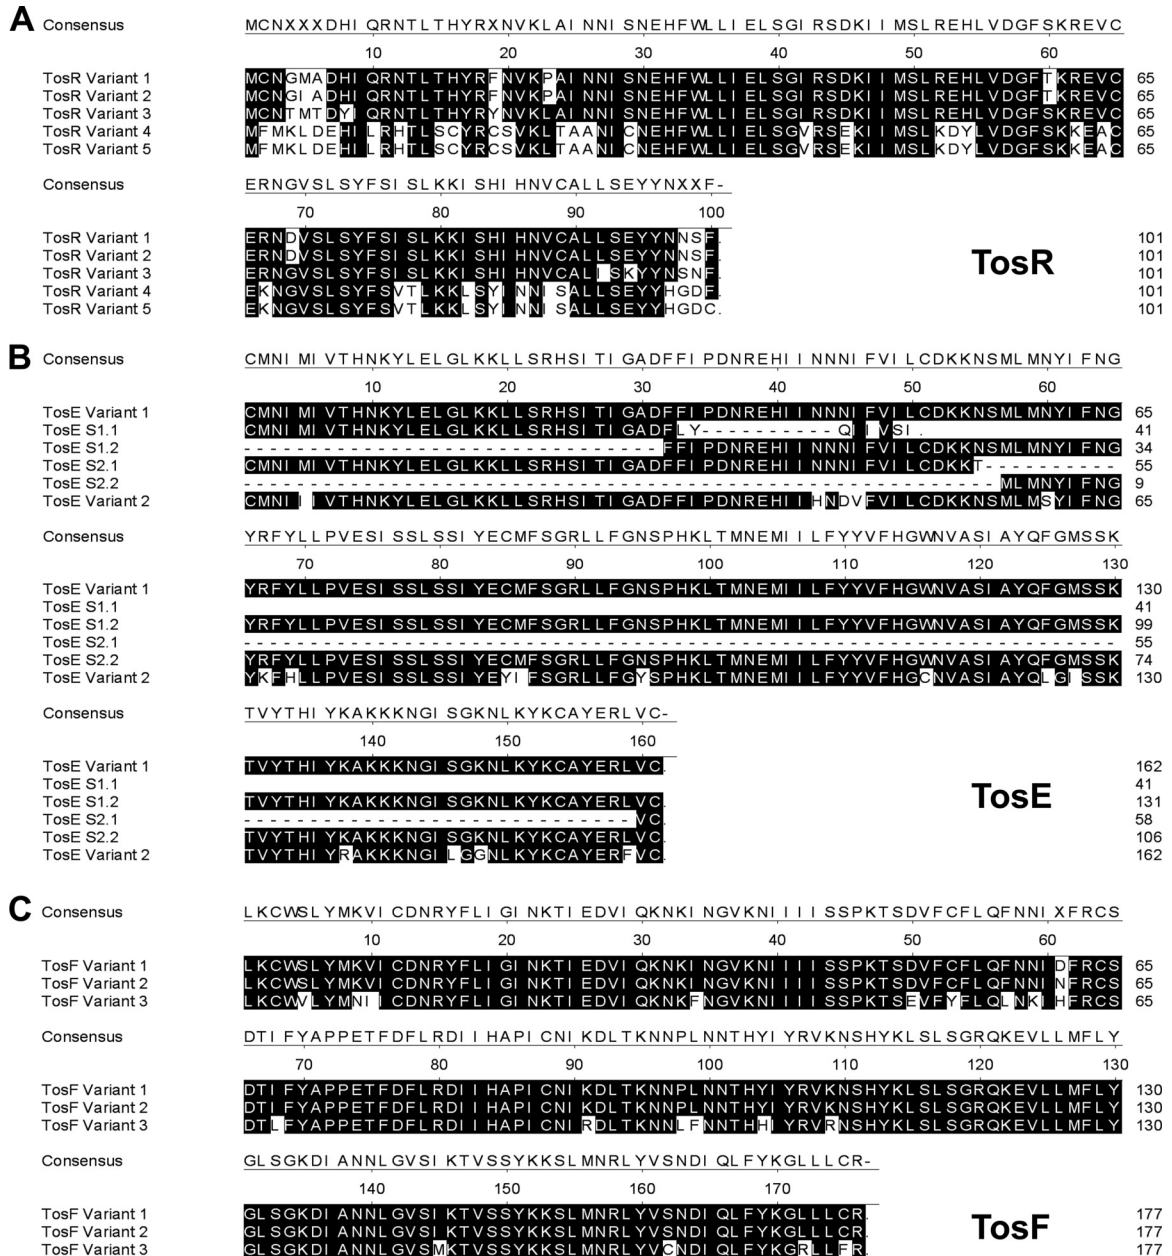 A Consensus MCNXXXDHIQRNTLTHYRXNVKLAINNISNEHFWLLIELSGIRSDKIIMSLREHLVDGFSKREVC
10 20 30 40 50 60
TosR Variant 1 MCNGMADHIQRNTLTHYRFNVKPAINNISNEHFWLLIELSGIRSDKIIMSLREHLVDGFTKREVC 65
TosR Variant 2 MCNGIADHIQRNTLTHYRFNVKPAINNISNEHFWLLIELSGIRSDKIIMSLREHLVDGFTKREVC 65
TosR Variant 3 MCNTMTDYIQRNTLTHYRYNVKLAINNISNEHFWLLIELSGIRSDKIIMSLREHLVDGFSKREVC 65
TosR Variant 4 MFMKLDEHILRHTLSCYRCSVKLTAANICNEHFWLLIELSGVRSEKIIMSLKDYLVDGFSKKEAC 65
TosR Variant 5 MFMKLDEHILRHTLSCYRCSVKLTAANICNEHFWLLIELSGVRSEKIIMSLKDYLVDGFSKKEAC 65
Consensus ERNGVSLSYFSISLKKISHIHNVCALLSEYYNXXF-
70 80 90 100
TosR Variant 1 ERNDVSLSYFSISLKKISHIHNVCALLSEYYNNSF. 101
TosR Variant 2 ERNDVSLSYFSISLKKISHIHNVCALLSEYYNNSF. 101
TosR Variant 3 ERNGVSLSYFSISLKKISHIHNVCALISKYYNSNF. 101
TosR Variant 4 EKNGVSLSYFSVTLKKLSYINNISALLSEYYHGDF. 101
TosR Variant 5 EKNGVSLSYFSVTLKKLSYINNISALLSEYYHGDC. 101
TosR
B Consensus CMNIMIVTHNKYLELGLKKLLSRHSITIGADFFIPDNREHIINNNIFVILCDKKNSMLMNYIFNG
10 20 30 40 50 60
TosE Variant 1 CMNIMIVTHNKYLELGLKKLLSRHSITIGADFFIPDNREHIINNNIFVILCDKKNSMLMNYIFNG 65
TosE S1.1 CMNIMIVTHNKYLELGLKKLLSRHSITIGADFLY----------QIIVSI. 41
TosE S1.2 -------------------------------FFIPDNREHIINNNIFVILCDKKNSMLMNYIFNG 34
TosE S2.1 CMNIMIVTHNKYLELGLKKLLSRHSITIGADFFIPDNREHIINNNIFVILCDKKT---------- 55
TosE S2.2 --------------------------------------------------------MLMNYIFNG 9
TosE Variant 2 CMNIIIVTHNKYLELGLKKLLSRHSITIGADFFIPDNREHIIHNDVFVILCDKKNSMLMSYIFNG 65
Consensus YRFYLLPVESISSLSSIYECMFSGRLLFGNSPHKLTMNEMIILFYYVFHGWNVASIAYQFGMSSK
70 80 90 100 110 120 130
TosE Variant 1 YRFYLLPVESISSLSSIYECMFSGRLLFGNSPHKLTMNEMIILFYYVFHGWNVASIAYQFGMSSK 130
TosE S1.1 41
TosE S1.2 YRFYLLPVESISSLSSIYECMFSGRLLFGNSPHKLTMNEMIILFYYVFHGWNVASIAYQFGMSSK 99
TosE S2.1 ----------------------------------------------------------------- 55
TosE S2.2 YRFYLLPVESISSLSSIYECMFSGRLLFGNSPHKLTMNEMIILFYYVFHGWNVASIAYQFGMSSK 74
TosE Variant 2 YKFHLLPVESISSLSSIYEYIFSGRLLFGYSPHKLTMNEMIILFYYVFHGCNVASIAYQLGISSK 130
Consensus TVYTHIYKAKKKNGISGKNLKYKCAYERLVC-
140 150 160
TosE Variant 1 TVYTHIYKAKKKNGISGKNLKYKCAYERLVC. 162
TosE S1.1 41
TosE S1.2 TVYTHIYKAKKKNGISGKNLKYKCAYERLVC. 131
TosE S2.1 -----------------------------VC. 58
TosE S2.2 TVYTHIYKAKKKNGISGKNLKYKCAYERLVC. 106
TosE Variant 2 TVYTHIYRAKKKNGILGGNLKYKCAYERFVC. 162
TosE
C Consensus LKCWSLYMKVICDNRYFLIGINKTIEDVIQKNKINGVKNIIIISSPKTSDVFCFLQFNNIXFRCS
10 20 30 40 50 60
TosF Variant 1 LKCWSLYMKVICDNRYFLIGINKTIEDVIQKNKINGVKNIIIISSPKTSDVFCFLQFNNIDFRCS 65
TosF Variant 2 LKCWSLYMKVICDNRYFLIGINKTIEDVIQKNKINGVKNIIIISSPKTSDVFCFLQFNNINFRCS 65
TosF Variant 3 LKCWVLYMNIICDNRYFLIGINKTIEDVIQKNKFNGVKNIIIISSPKTSEVFYFLQLNKIHFRCS 65
Consensus DTIFYAPPETFDFLRDIIHAPICNIKDLTKNNPLNNTHYIYRVKNSHYKLSLSGRQKEVLLMFLY
70 80 90 100 110 120 130
TosF Variant 1 DTIFYAPPETFDFLRDIIHAPICNIKDLTKNNPLNNTHYIYRVKNSHYKLSLSGRQKEVLLMFLY 130
TosF Variant 2 DTIFYAPPETFDFLRDIIHAPICNIKDLTKNNPLNNTHYIYRVKNSHYKLSLSGRQKEVLLMFLY 130
TosF Variant 3 DTLFYAPPETFDFLRDIIHAPICNIRDLTKNNLFNNTHHIYRVRNSHYKLSLSGRQKEVLLMFLY 130
Consensus GLSGKDIANNLGVSIKTVSSYKKSLMNRLYVSNDIQLFYKGLLLCR-
140 150 160 170
TosF Variant 1 GLSGKDIANNLGVSIKTVSSYKKSLMNRLYVSNDIQLFYKGLLLCR. 177
TosF Variant 2 GLSGKDIANNLGVSIKTVSSYKKSLMNRLYVSNDIQLFYKGLLLCR. 177
TosF Variant 3 GLSGKDIANNLGVSMKTVSSYKKSLMNRLYVCNDIQLFYKGRLLFR. 177
TosF